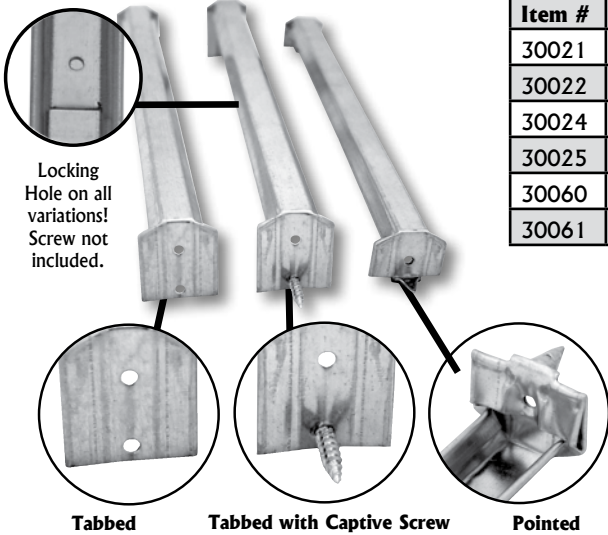 Item #
30021
30022
30024
30025
30060
30061
Locking
Hole on all
variations!
Screw not
included.
Tabbed
Tabbed with Captive Screw
Pointed